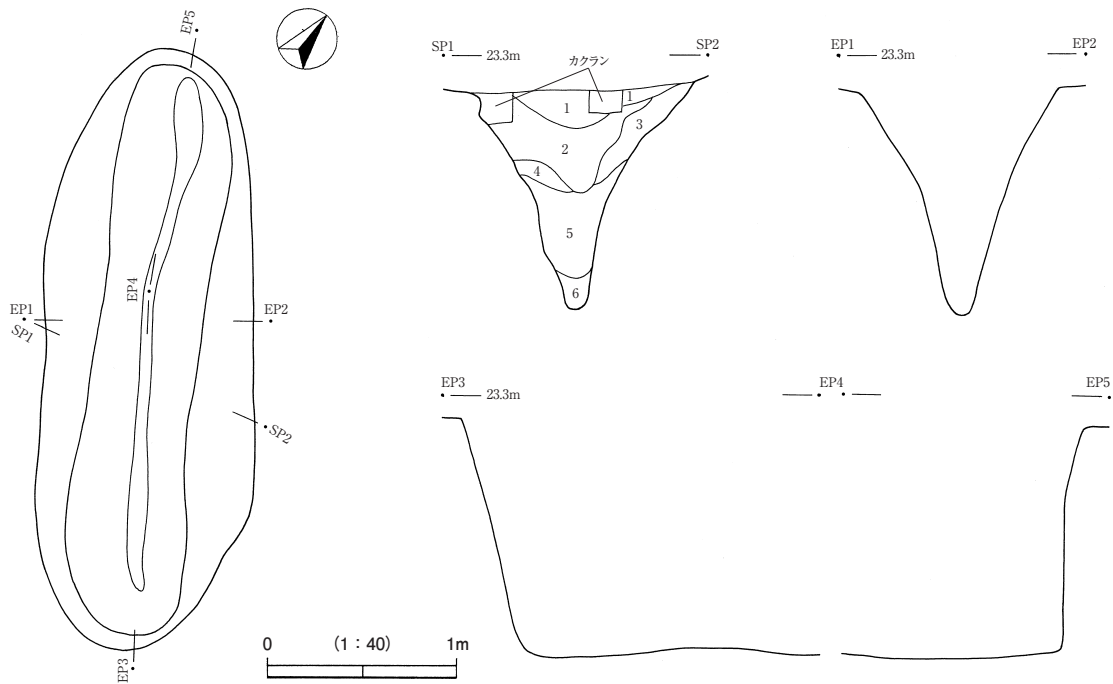 EP5
EP4
EP1
SP1
EP2
SP2
EP3
SP1
23.3m
SP2
カクラン
1
1
2
3
4
5
6
EP1
23.3m
EP2
EP3
23.3m
EP4
EP5
0 (1：40) 1m